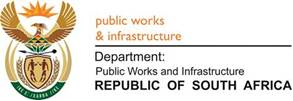 public works
& infrastructure
Department:
Public Works and Infrastructure
REPUBLIC OF SOUTH AFRICA